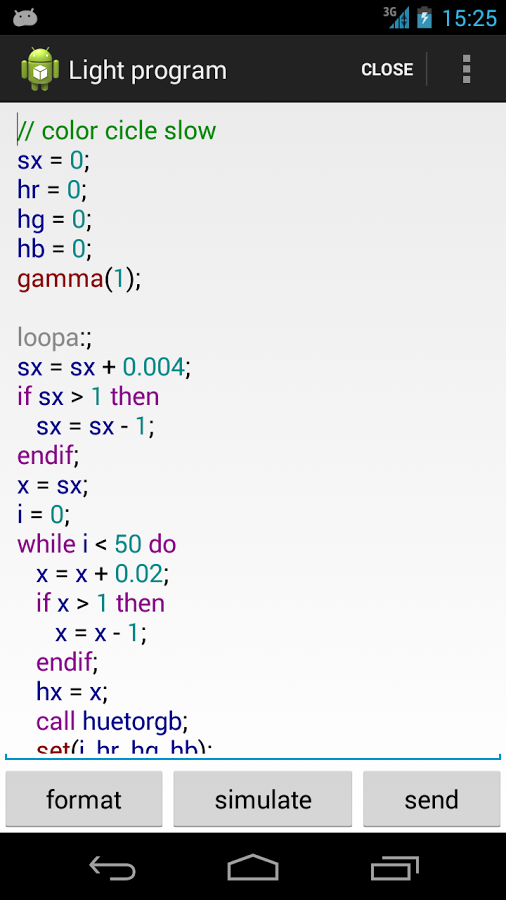 3G 15:25
Light program CLOSE
// color cicle slow
sx = 0;
hr = 0;
hg = 0;
hb = 0;
gamma(1);
loopa:;
sx = sx + 0.004;
if sx > 1 then
sx = sx - 1;
endif;
x = sx;
i = 0;
while i < 50 do
x = x + 0.02;
if x > 1 then
x = x - 1;
endif;
hx = x;
call huetorgb;
set(i, hr, hg, hb);
format simulate send